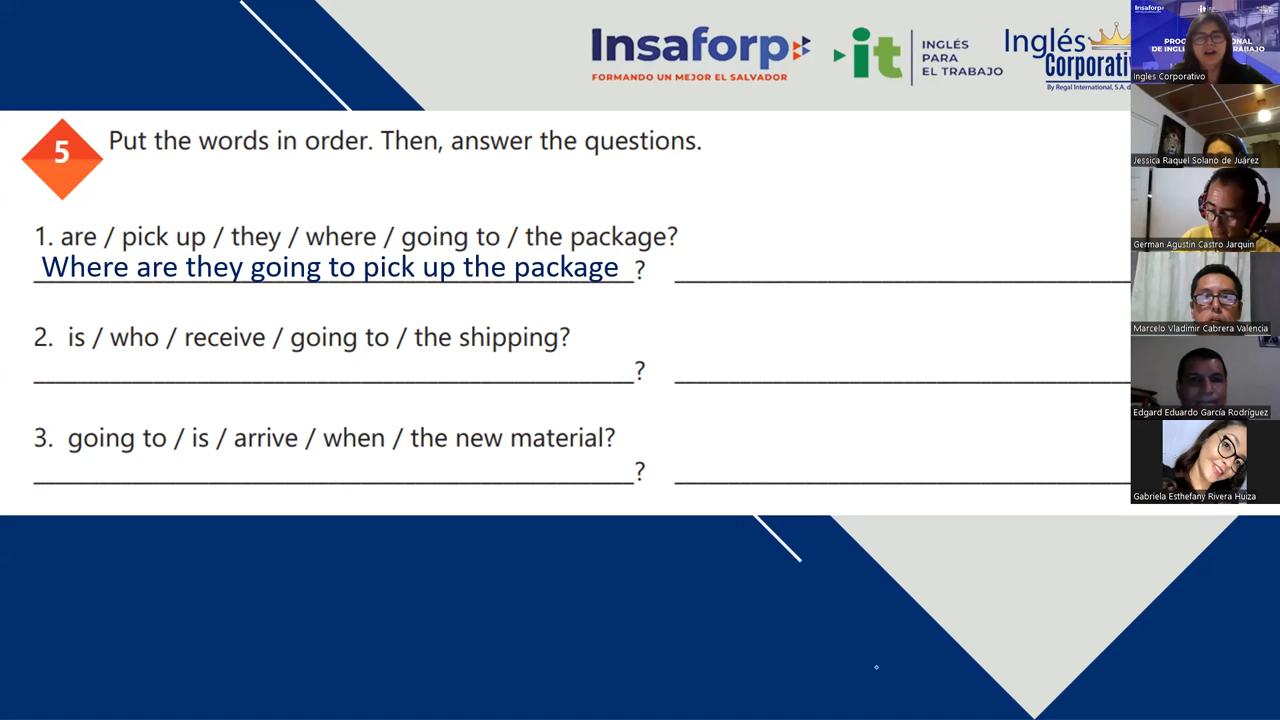 Insaforp
FORMANDO UN MEJOR EL SALVADOR
it
INGLÉS
PARA
EL TRABAJO
Inglés
Corporativ
By Regal International, S.A. d
5
Put the words in order. Then, answer the questions.
1. are / pick up / they / where / going to / the package?
Where are they going to pick up the package ?
2. is / who / receive / going to / the shipping?
?
3. going to / is / arrive / when / the new material?
?
Insaforp
Ingles Corporativo
Jessica Raquel Solano de Juárez
German Agustin Castro Jarquin
Marcelo Vladimir Cabrera Valencia
Edgard Eduardo García Rodríguez
Gabriela Esthefany Rivera Huiza